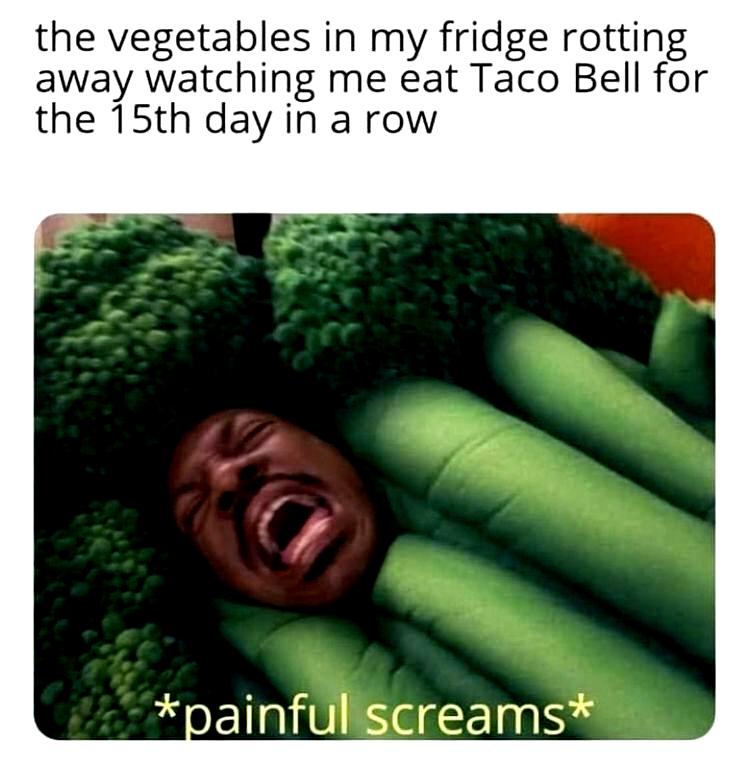 the vegetables in my fridge rotting
away watching me eat Taco Bell for
the 15th day in a row
*painful screams*